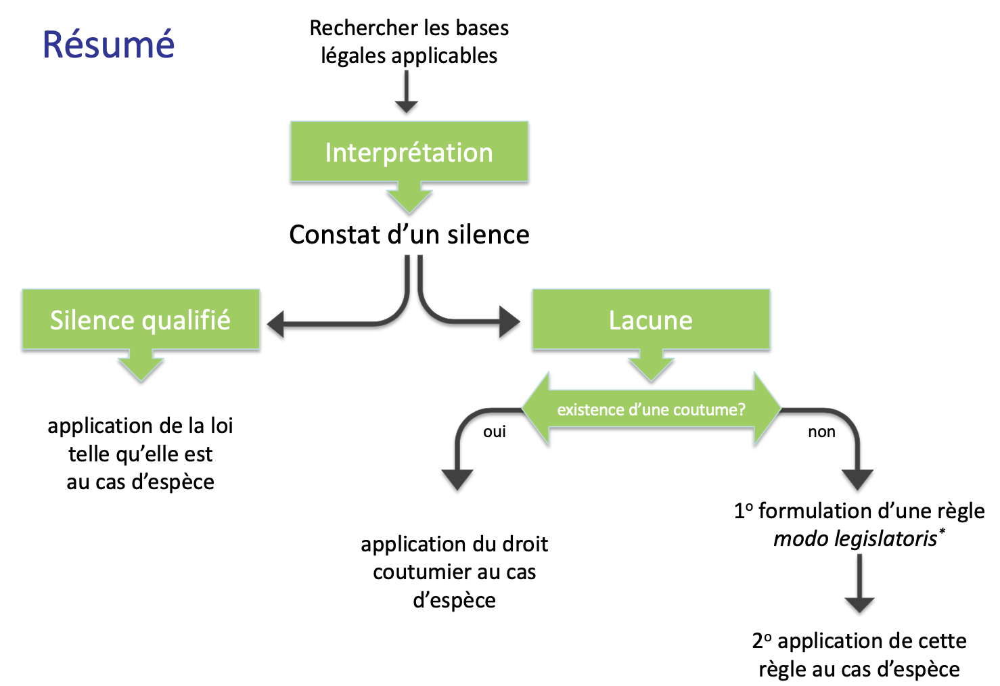 Résumé
Rechercher les bases
légales applicables
Interprétation
Constat d’un silence
Silence qualifié
Lacune
application de la loi
telle qu’elle est
au cas d’espèce
existence d’une coutume?
oui
non
application du droit
coutumier au cas
d’espèce
1º formulation d’une règle
modo legislatoris*
2º application de cette
règle au cas d’espèce